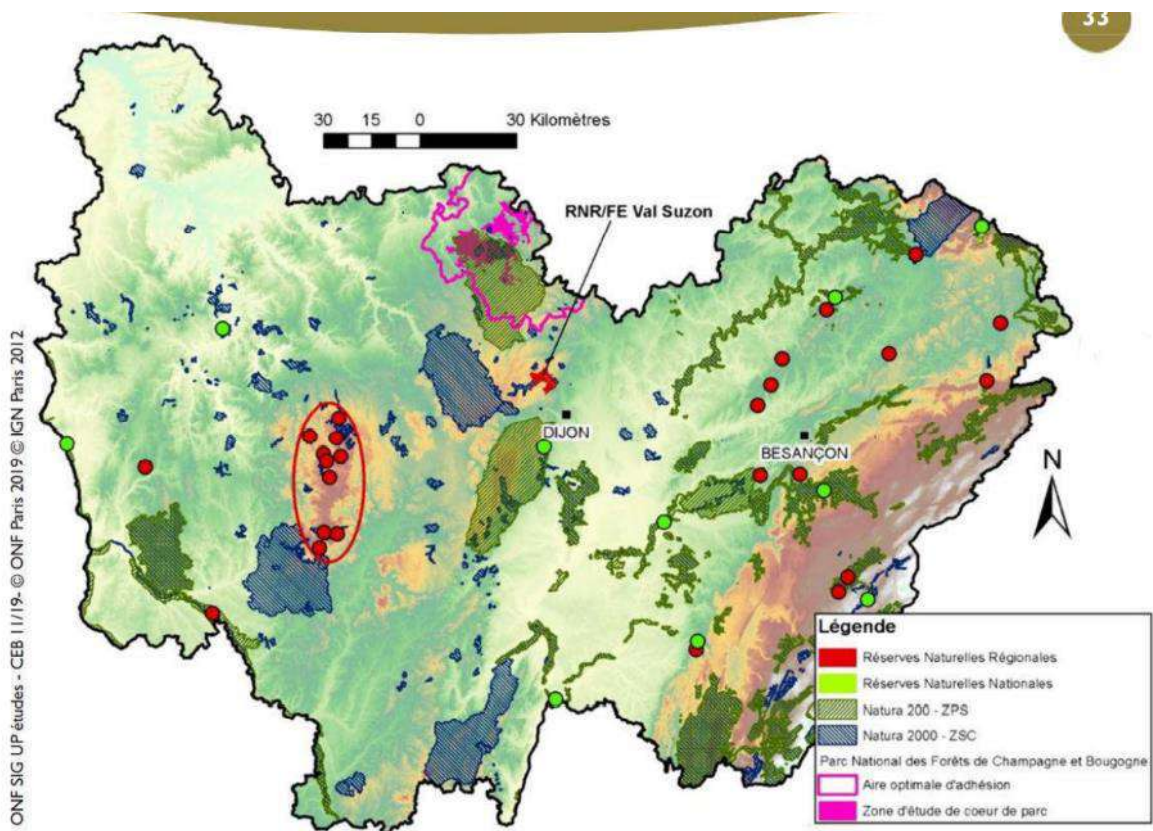 33
30 15 0 30 Kilomètres
RNR/FE Val Suzon
DIJON
BESANÇON
N
Légende
Réserves Naturelles Régionales
Réserves Naturelles Nationales
Natura 200 - ZPS
Natura 2000 - ZSC
Parc National des Forêts de Champagne et Bougogne
Aire optimale d'adhésion
Zone d'étude de coeur de parc
ONF SIG UP études - CEB 11/19- © ONF Paris 2019 © IGN Paris 2012